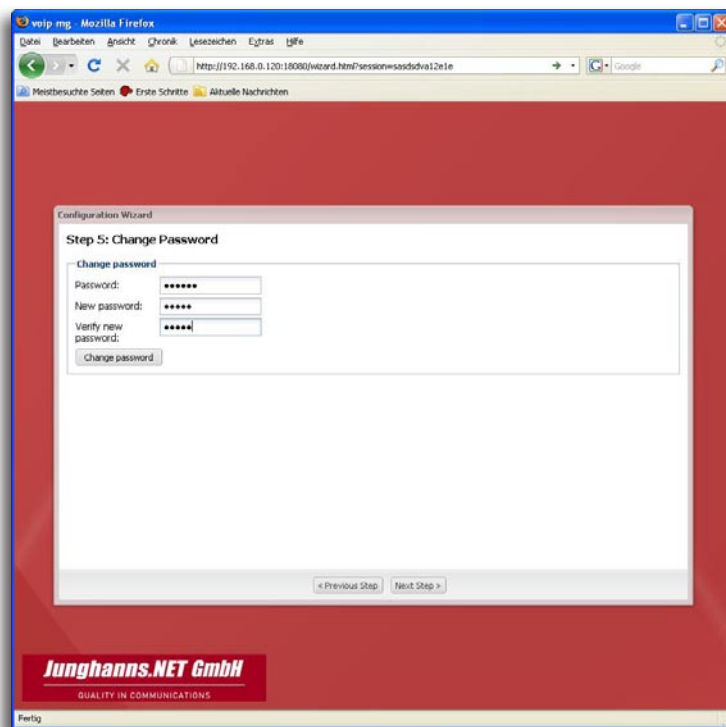 voip-mg - Mozilla Firefox
Datei Bearbeiten Ansicht Chronik Lesezeichen Extras Hilfe
http://192.168.0.120:18080/wizard.html?session=sasdsdva12e1e
G Google
Meistbesuchte Seiten Erste Schritte Aktuelle Nachrichten
Configuration Wizard
Step 5: Change Password
Change password
Password: ••••••
New password: •••••
Verify new
password: •••••
Change password
< Previous Step Next Step >
Junghanns.NET GmbH
QUALITY IN COMMUNICATIONS
Fertig